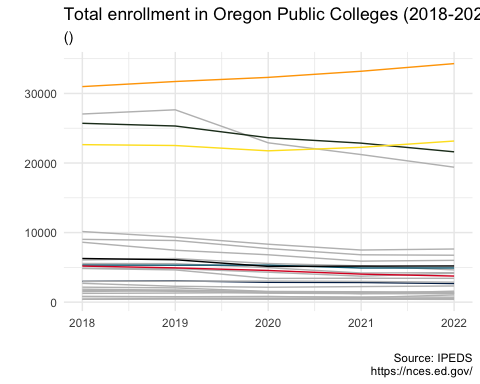 Total enrollment in Oregon Public Colleges (2018-202
()
30000
20000
10000
0
2018 2019 2020 2021 2022
Source: IPEDS
https://nces.ed.gov/